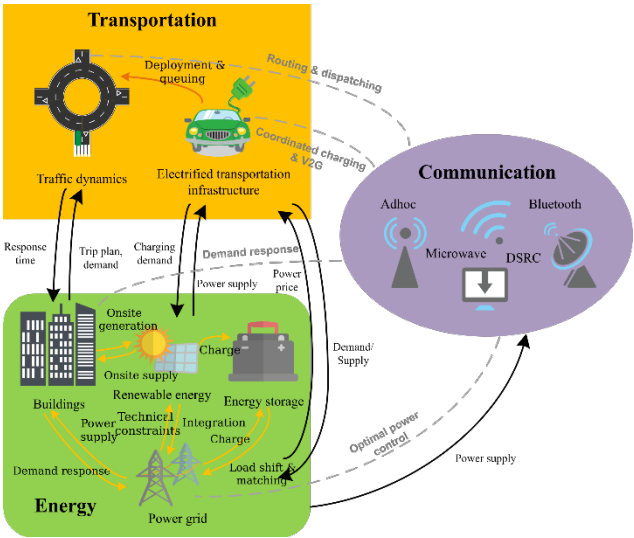 Transportation
Deployment &
queuing
Routing & dispatching
Coordinated charging
& V2G
Traffic dynamics
Electrified transportation
infrastructure
Communication
Adhoc
Bluetooth
Microwave
DSRC
Response
time
Trip plan,
demand
Charging
demand
Power supply
Demand response
Power
price
Demand/
Supply
Onsite
generation
Charge
Onsite supply
Buildings
Renewable energy
Energy storage
Power
supply
Technical
constraints
Integration
Charge
Demand response
Load shift &
matching
Energy
Power grid
Optinal power
control
Power supply